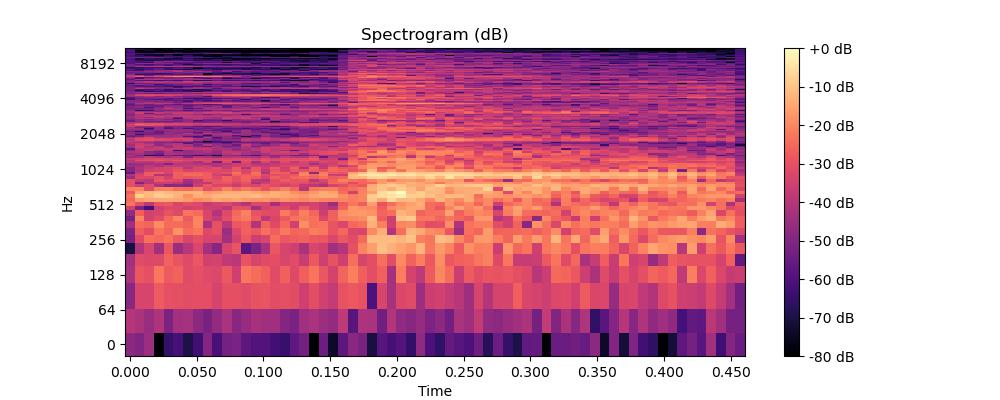 Spectrogram (dB)
8192
4096
2048
1024
512
256
128
64
0
Hz
0.000 0.050 0.100 0.150 0.200 0.250 0.300 0.350 0.400 0.450
Time
+0 dB
-10 dB
-20 dB
-30 dB
-40 dB
-50 dB
-60 dB
-70 dB
-80 dB